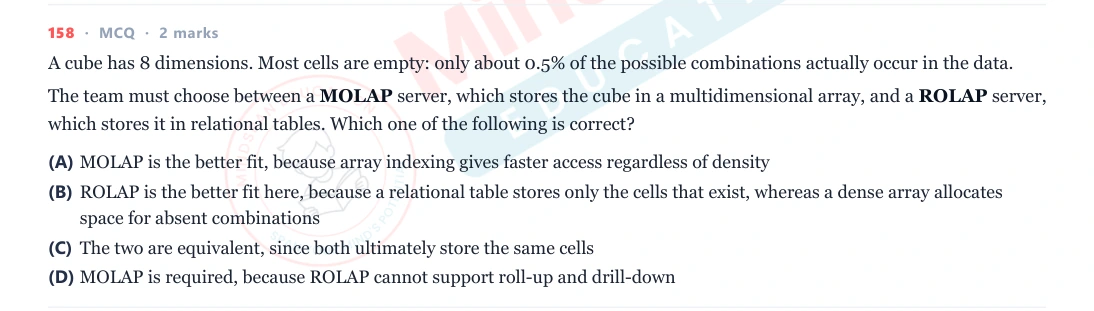 158 · MCQ · 2 marks
A cube has 8 dimensions. Most cells are empty: only about 0.5% of the possible combinations actually occur in the data.
The team must choose between a MOLAP server, which stores the cube in a multidimensional array, and a ROLAP server,
which stores it in relational tables. Which one of the following is correct?
(A) MOLAP is the better fit, because array indexing gives faster access regardless of density
(B) ROLAP is the better fit here, because a relational table stores only the cells that exist, whereas a dense array allocates
space for absent combinations
(C) The two are equivalent, since both ultimately store the same cells
(D) MOLAP is required, because ROLAP cannot support roll-up and drill-down